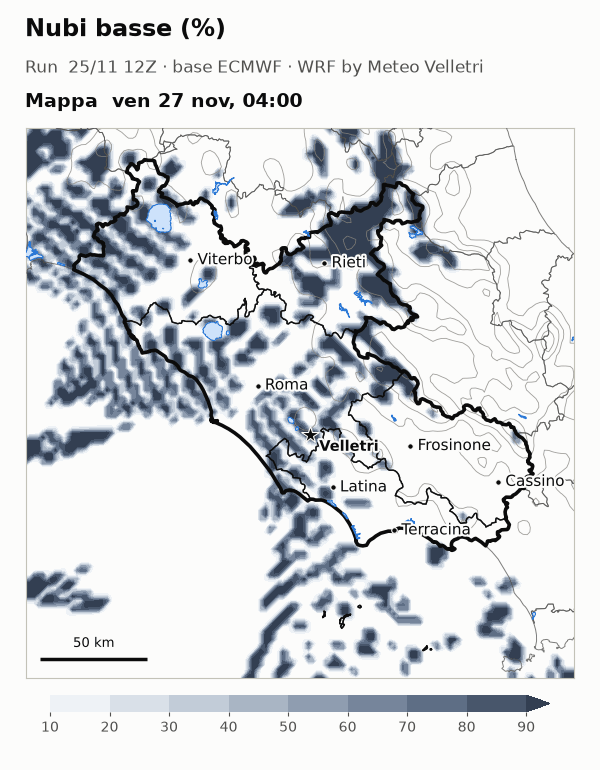 Nubi basse (%)
Run  25/11 12Z · base ECMWF · WRF by Meteo Velletri
Mappa  ven 27 nov, 04:00
Viterbo
Rieti
Roma
Velletri
Frosinone
Latina
Cassino
Terracina
50 km
10 20 30 40 50 60 70 80 90